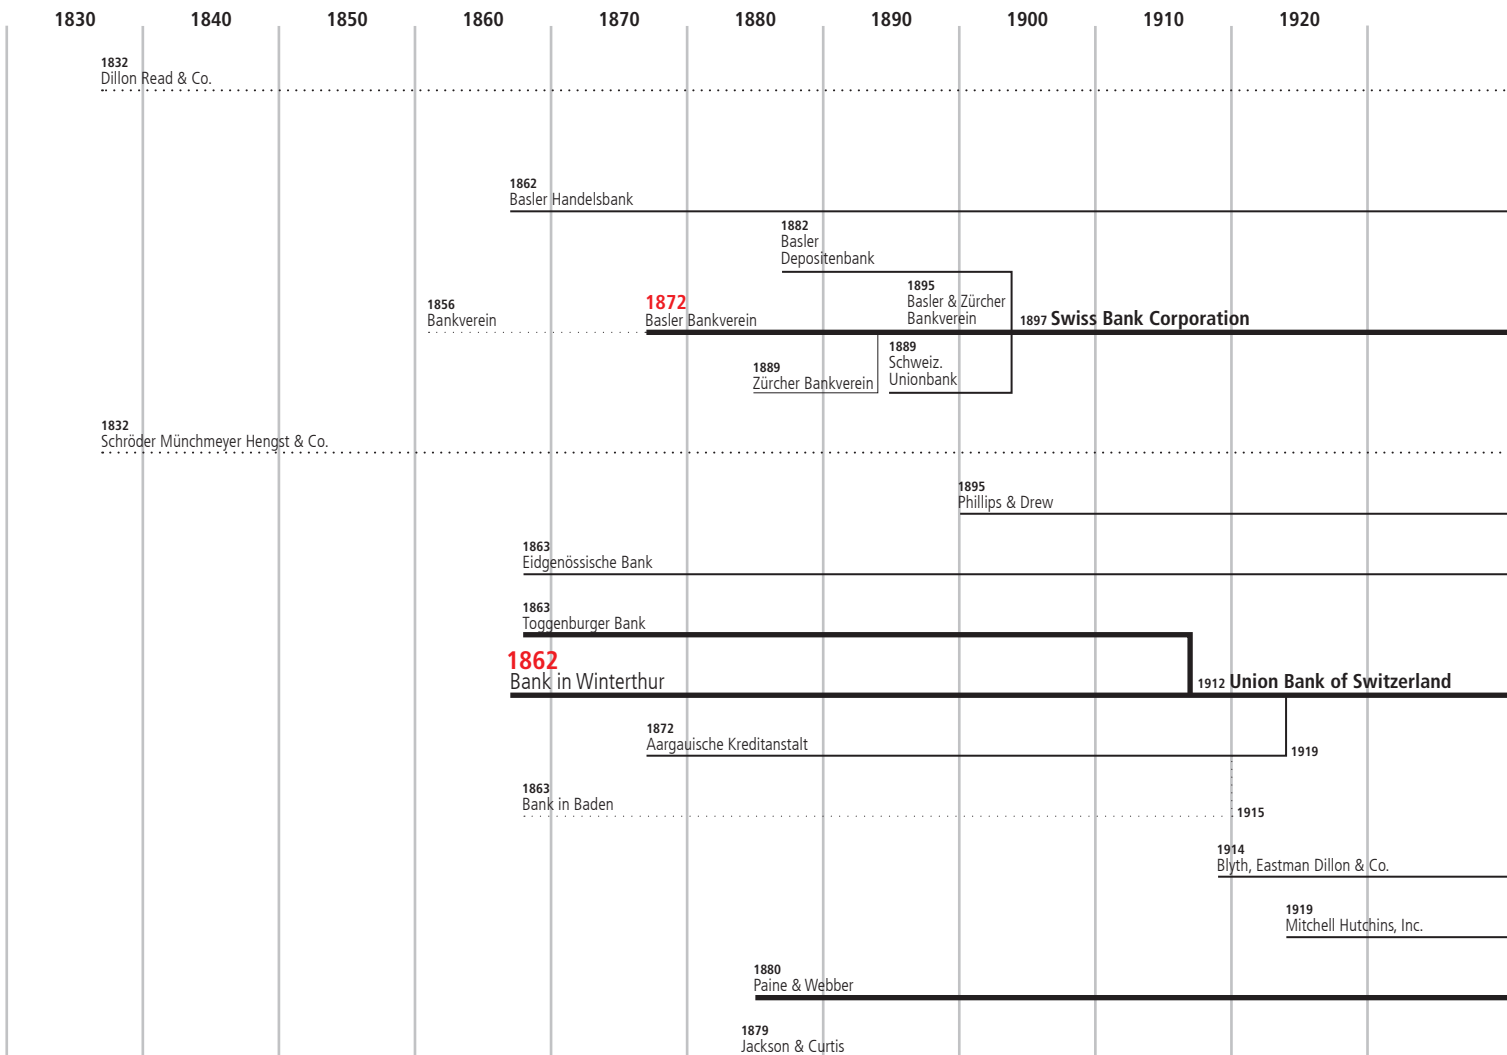 1830 1840 1850 1860 1870 1880 1890 1900 1910 1920
1832
Dillon Read & Co.
1862
Basler Handelsbank
1882
Basler
Depositenbank
1895
Basler & Zürcher
Bankverein
1856
Bankverein
1872
Basler Bankverein
1897 Swiss Bank Corporation
1889
Zürcher Bankverein
1889
Schweiz.
Unionbank
1832
Schröder Münchmeyer Hengst & Co.
1895
Phillips & Drew
1863
Eidgenössische Bank
1863
Toggenburger Bank
1862
Bank in Winterthur
1912 Union Bank of Switzerland
1872
Aargauische Kreditanstalt
1919
1863
Bank in Baden
1915
1914
Blyth, Eastman Dillon & Co.
1919
Mitchell Hutchins, Inc.
1880
Paine & Webber
1879
Jackson & Curtis